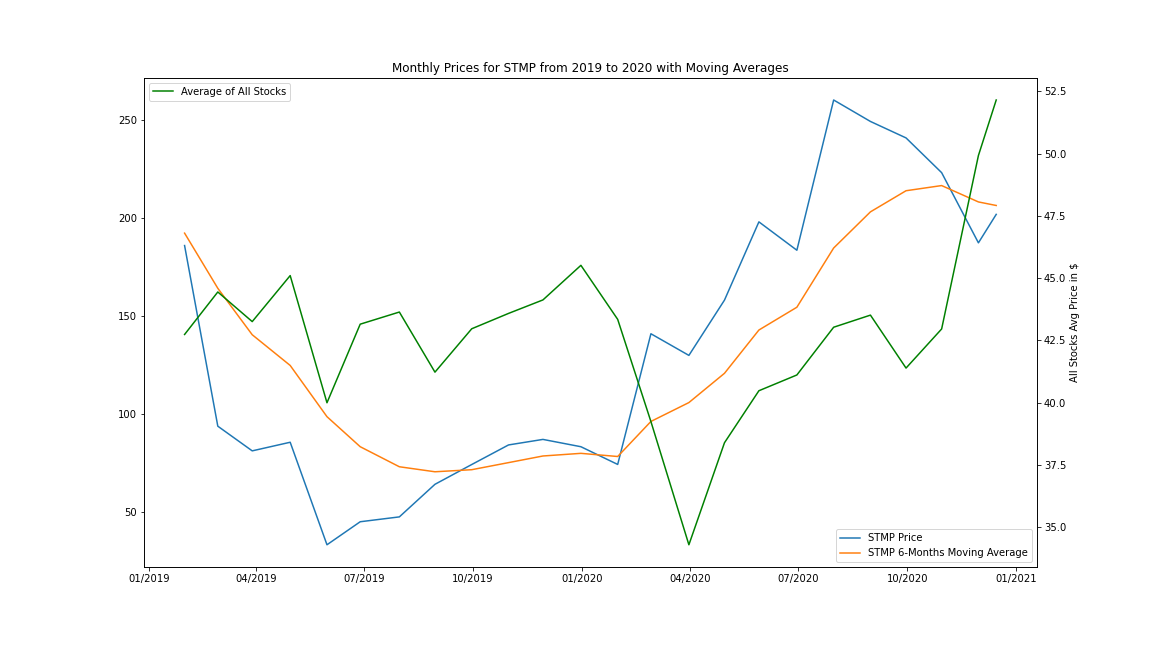 Monthly Prices for STMP from 2019 to 2020 with Moving Averages
Average of All Stocks
250
200
150
100
50
52.5
50.0
47.5
45.0
42.5
40.0
37.5
35.0
All Stocks Avg Price in $
STMP Price
STMP 6-Months Moving Average
01/2019 04/2019 07/2019 10/2019 01/2020 04/2020 07/2020 10/2020 01/2021